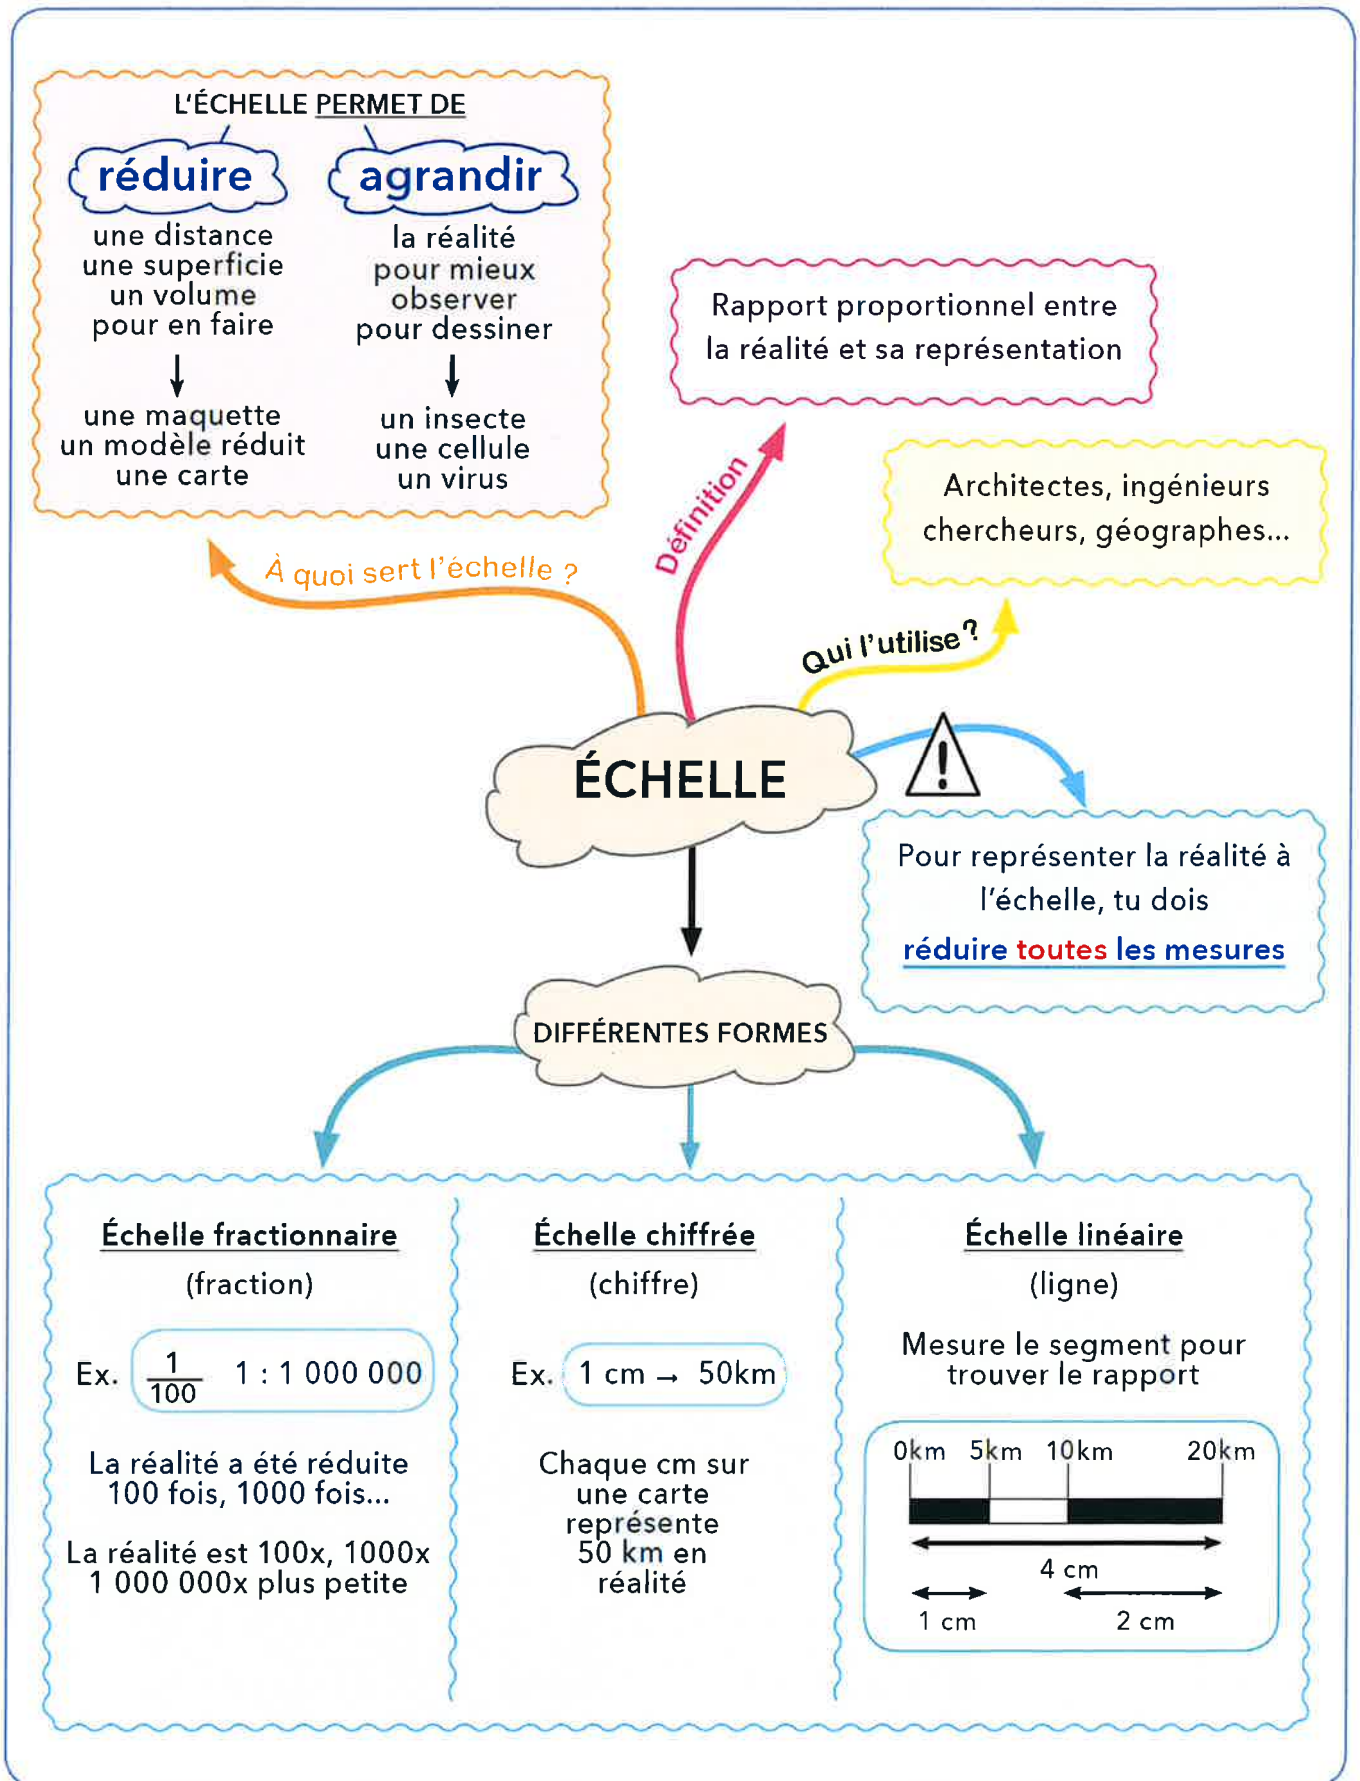 L'ÉCHELLE PERMET DE
réduire
une distance
une superficie
un volume
pour en faire
une maquette
un modèle réduit
une carte
agrandir
la réalité
pour mieux
observer
pour dessiner
un insecte
une cellule
un virus
À quoi sert l'échelle ?
Rapport proportionnel entre
la réalité et sa représentation
Définition
Architectes, ingénieurs
chercheurs, géographes...
Qui l'utilise ?
ÉCHELLE
!
Pour représenter la réalité à
l'échelle, tu dois
réduire toutes les mesures
DIFFÉRENTES FORMES
Échelle fractionnaire
(fraction)
Ex. 1/100 1 : 1 000 000
La réalité a été réduite
100 fois, 1000 fois...
La réalité est 100x, 1000x
1 000 000x plus petite
Échelle chiffrée
(chiffre)
Ex. 1 cm → 50km
Chaque cm sur
une carte
représente
50 km en
réalité
Échelle linéaire
(ligne)
Mesure le segment pour
trouver le rapport
0km 5km 10km 20km
4 cm
1 cm 2 cm